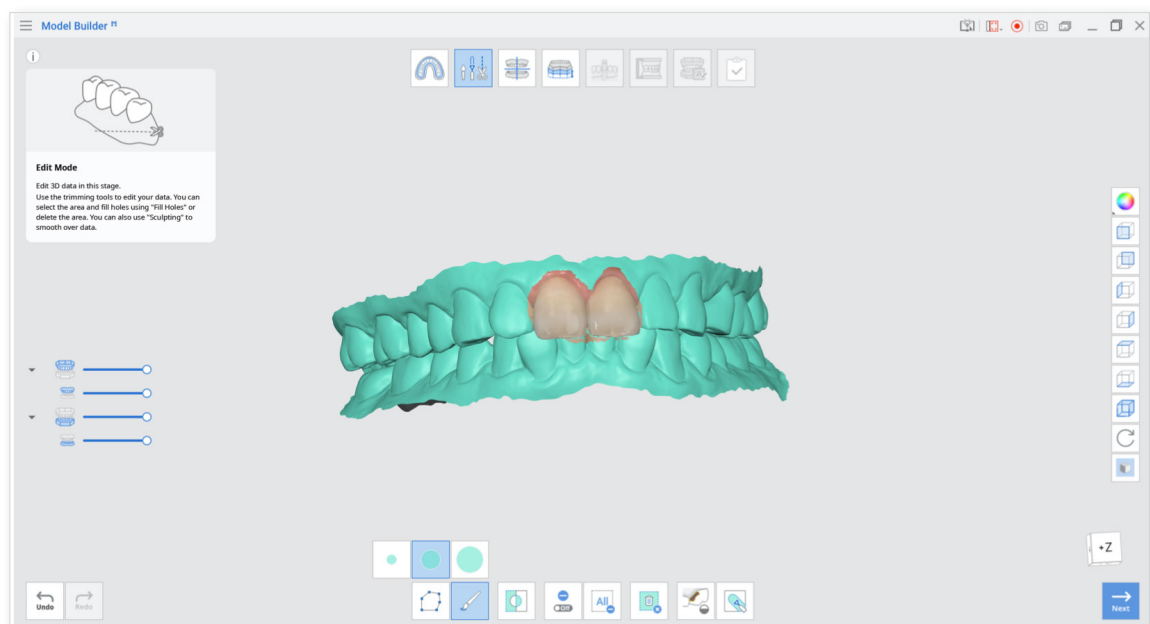 Model Builder
Edit Mode
Edit 3D data in this stage.
Use the trimming tools to edit your data. You can
select the area and fill holes using "Fill Holes" or
delete the area. You can also use "Sculpting" to
smooth over data.
+Z
Undo
Redo
Off
All
Next